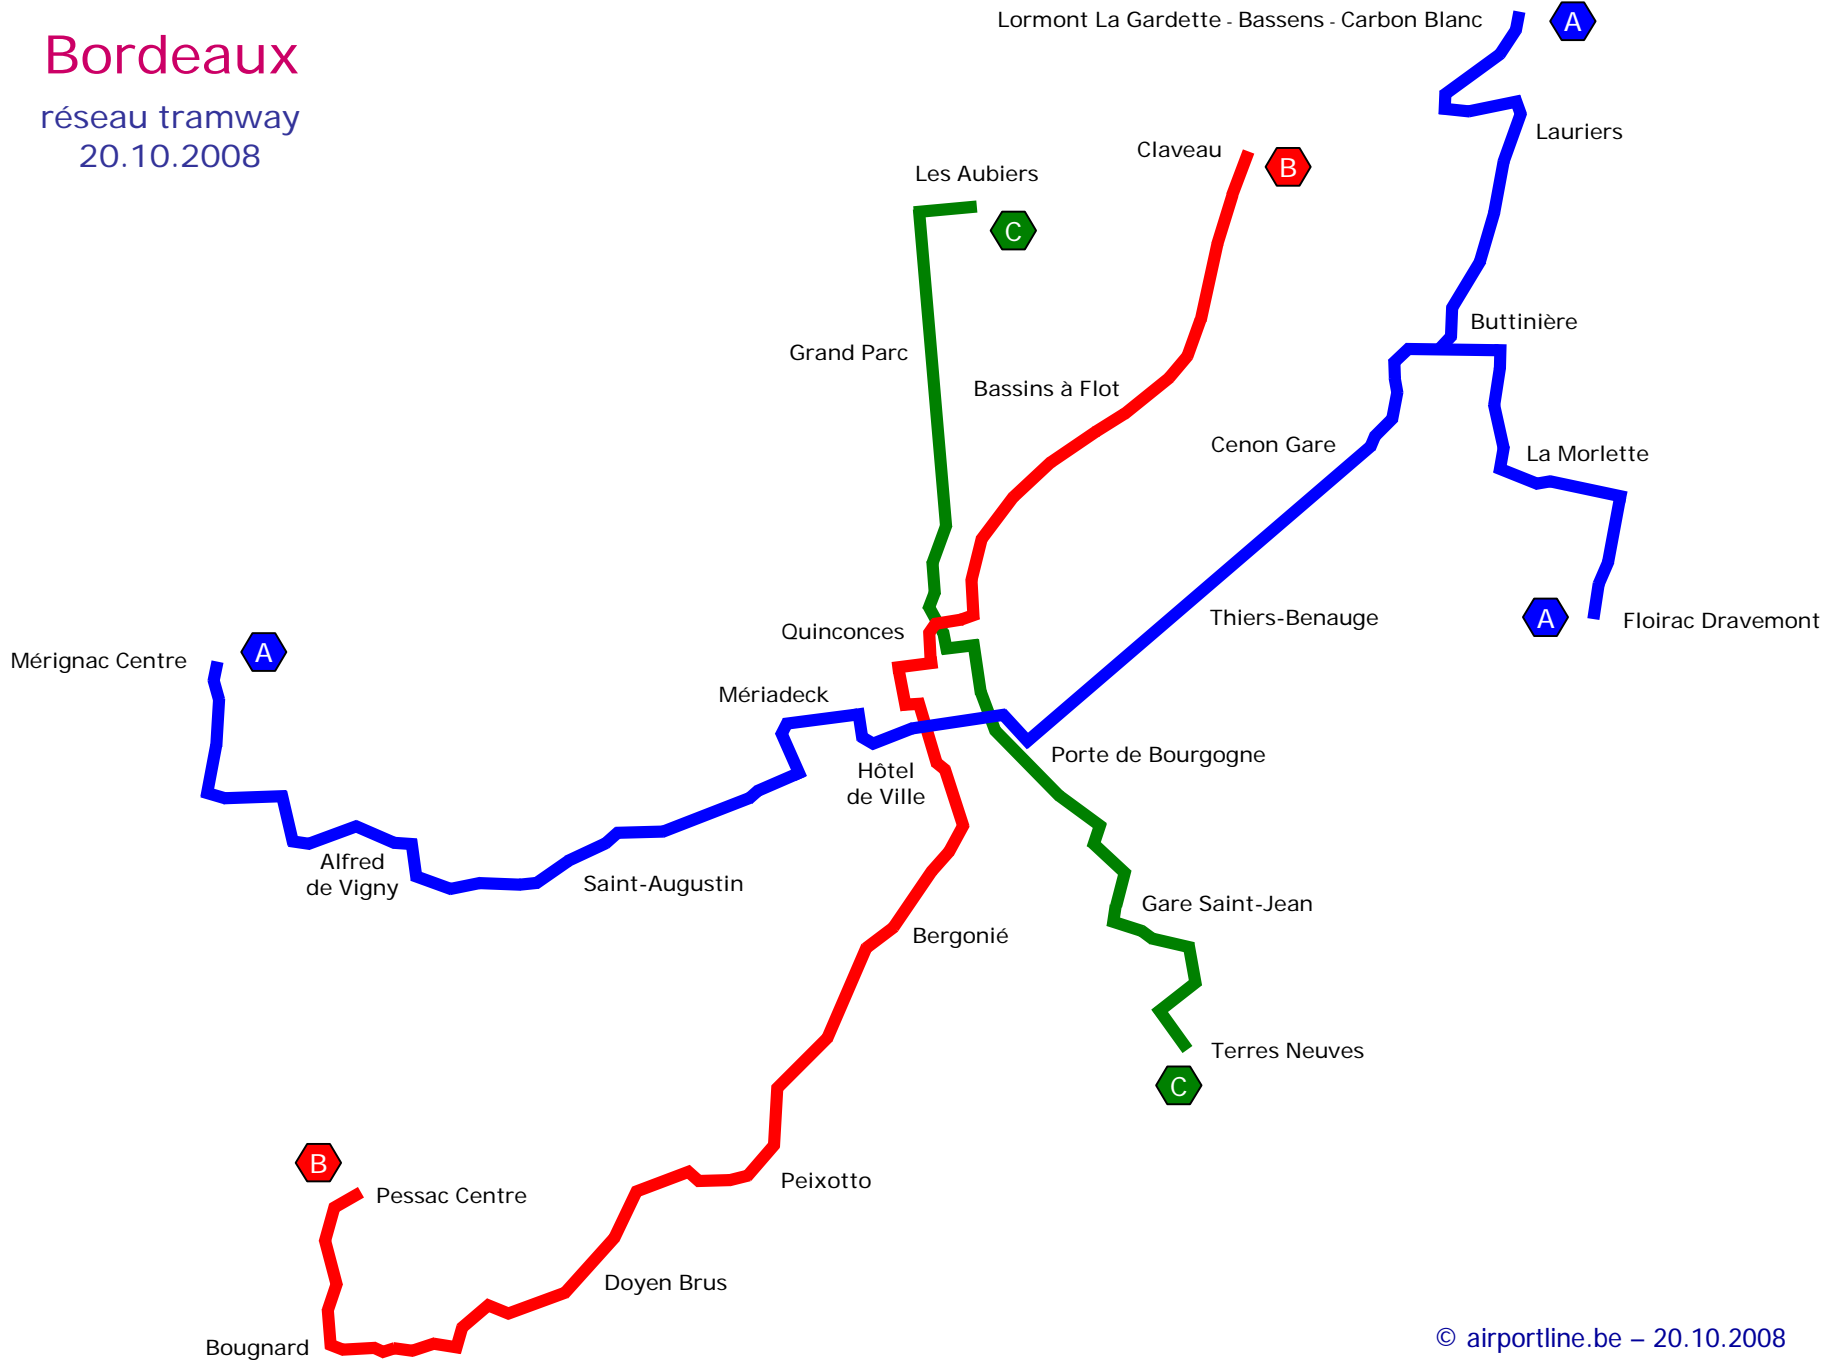 Bordeaux
réseau tramway
20.10.2008
Lormont La Gardette - Bassens - Carbon Blanc
A
Lauriers
Claveau
B
Les Aubiers
C
Buttinière
Grand Parc
Bassins à Flot
Cenon Gare
La Morlette
Thiers-Benauge
A
Floirac Dravemont
Quinconces
Mérignac Centre
A
Mériadeck
Porte de Bourgogne
Hôtel
de Ville
Alfred
de Vigny
Saint-Augustin
Gare Saint-Jean
Bergonié
Terres Neuves
C
B
Pessac Centre
Peixotto
Doyen Brus
Bougnard
© airportline.be – 20.10.2008